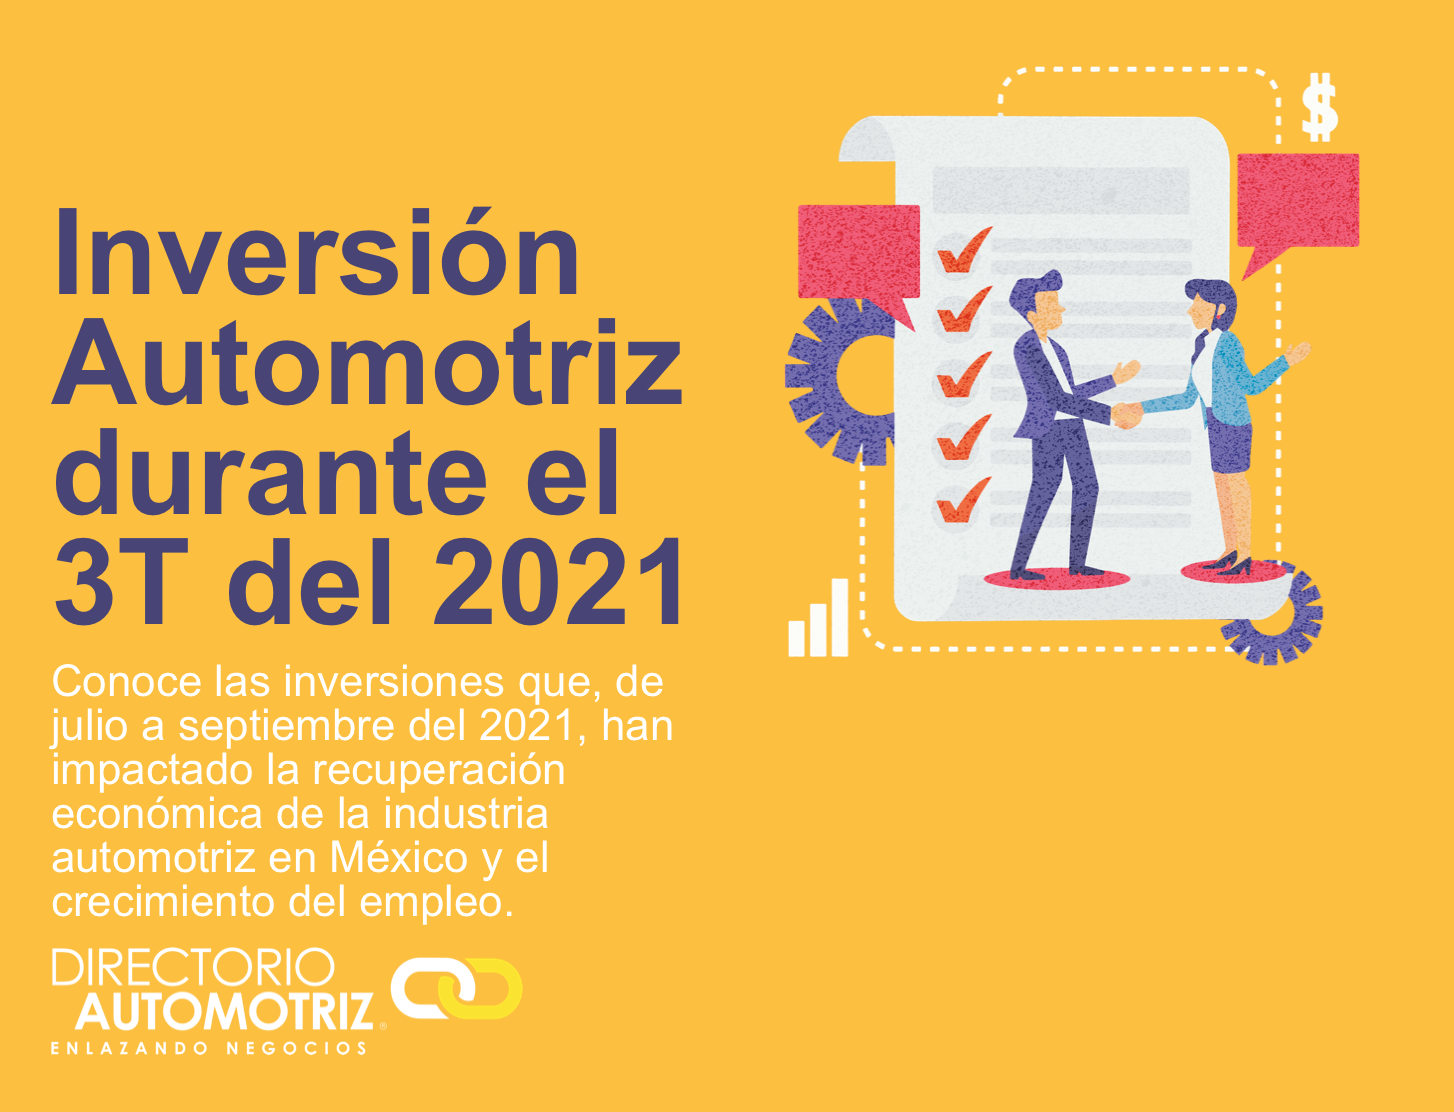 Inversión
Automotriz
durante el
3T del 2021
Conoce las inversiones que, de
julio a septiembre del 2021, han
impactado la recuperación
económica de la industria
automotriz en México y el
crecimiento del empleo.
DIRECTORIO
AUTOMOTRIZ®
ENLAZANDO NEGOCIOS
$